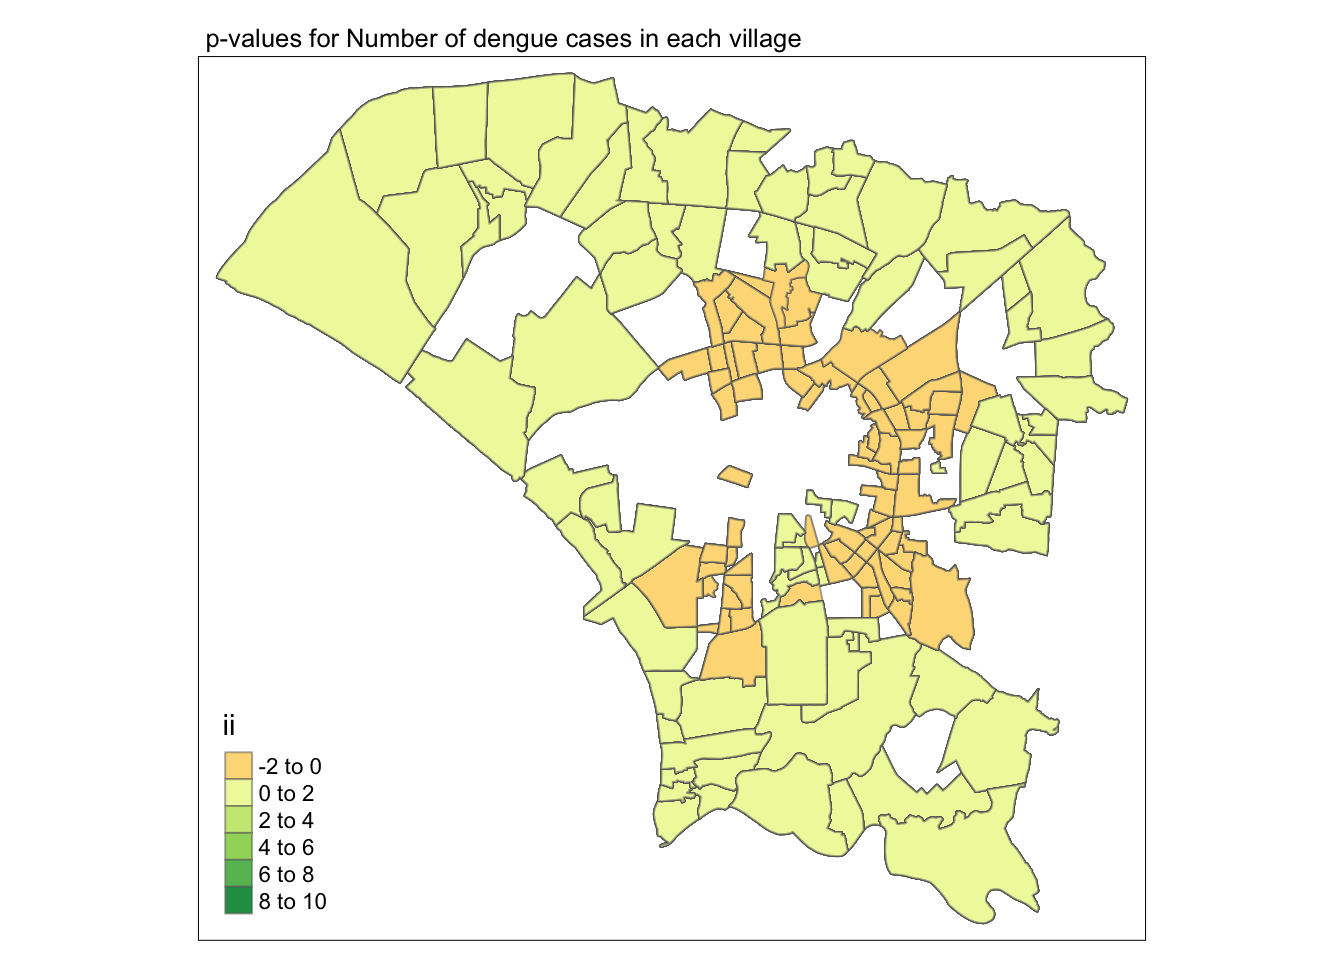 p-values for Number of dengue cases in each village
ii
-2 to 0
0 to 2
2 to 4
4 to 6
6 to 8
8 to 10